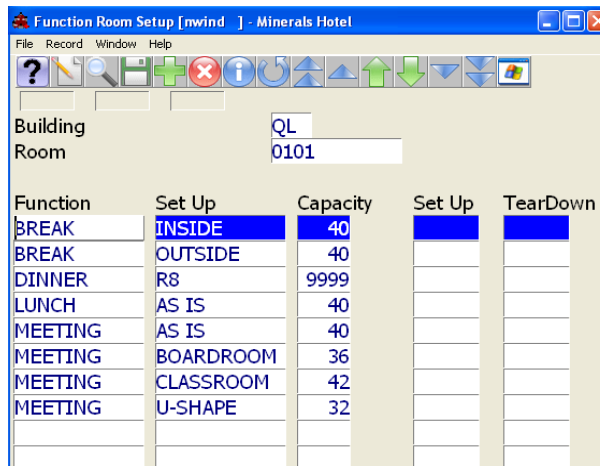 Function Room Setup [nwind ] - Minerals Hotel
File Record Window Help
Building QL
Room 0101
Function Set Up Capacity Set Up TearDown
BREAK INSIDE 40
BREAK OUTSIDE 40
DINNER R8 9999
LUNCH AS IS 40
MEETING AS IS 40
MEETING BOARDROOM 36
MEETING CLASSROOM 42
MEETING U-SHAPE 32